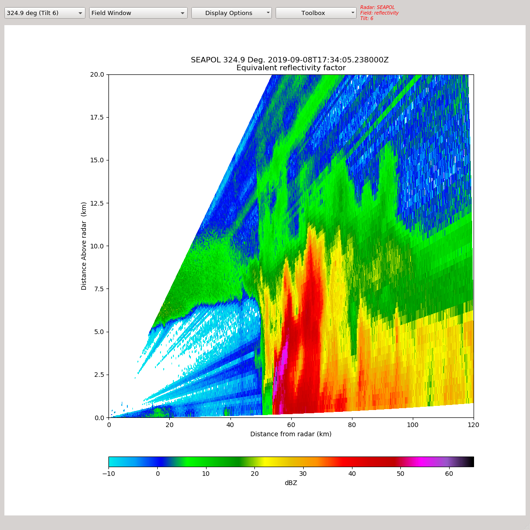 324.9 deg (Tilt 6)
Field Window
Display Options
Toolbox
Radar: SEAPOL
Field: reflectivity
Tilt: 6
SEAPOL 324.9 Deg. 2019-09-08T17:34:05.238000Z
Equivalent reflectivity factor
20.0
17.5
15.0
12.5
10.0
7.5
5.0
2.5
0.0
Distance Above radar (km)
0 20 40 60 80 100 120
Distance from radar (km)
−10 0 10 20 30 40 50 60
dBZ